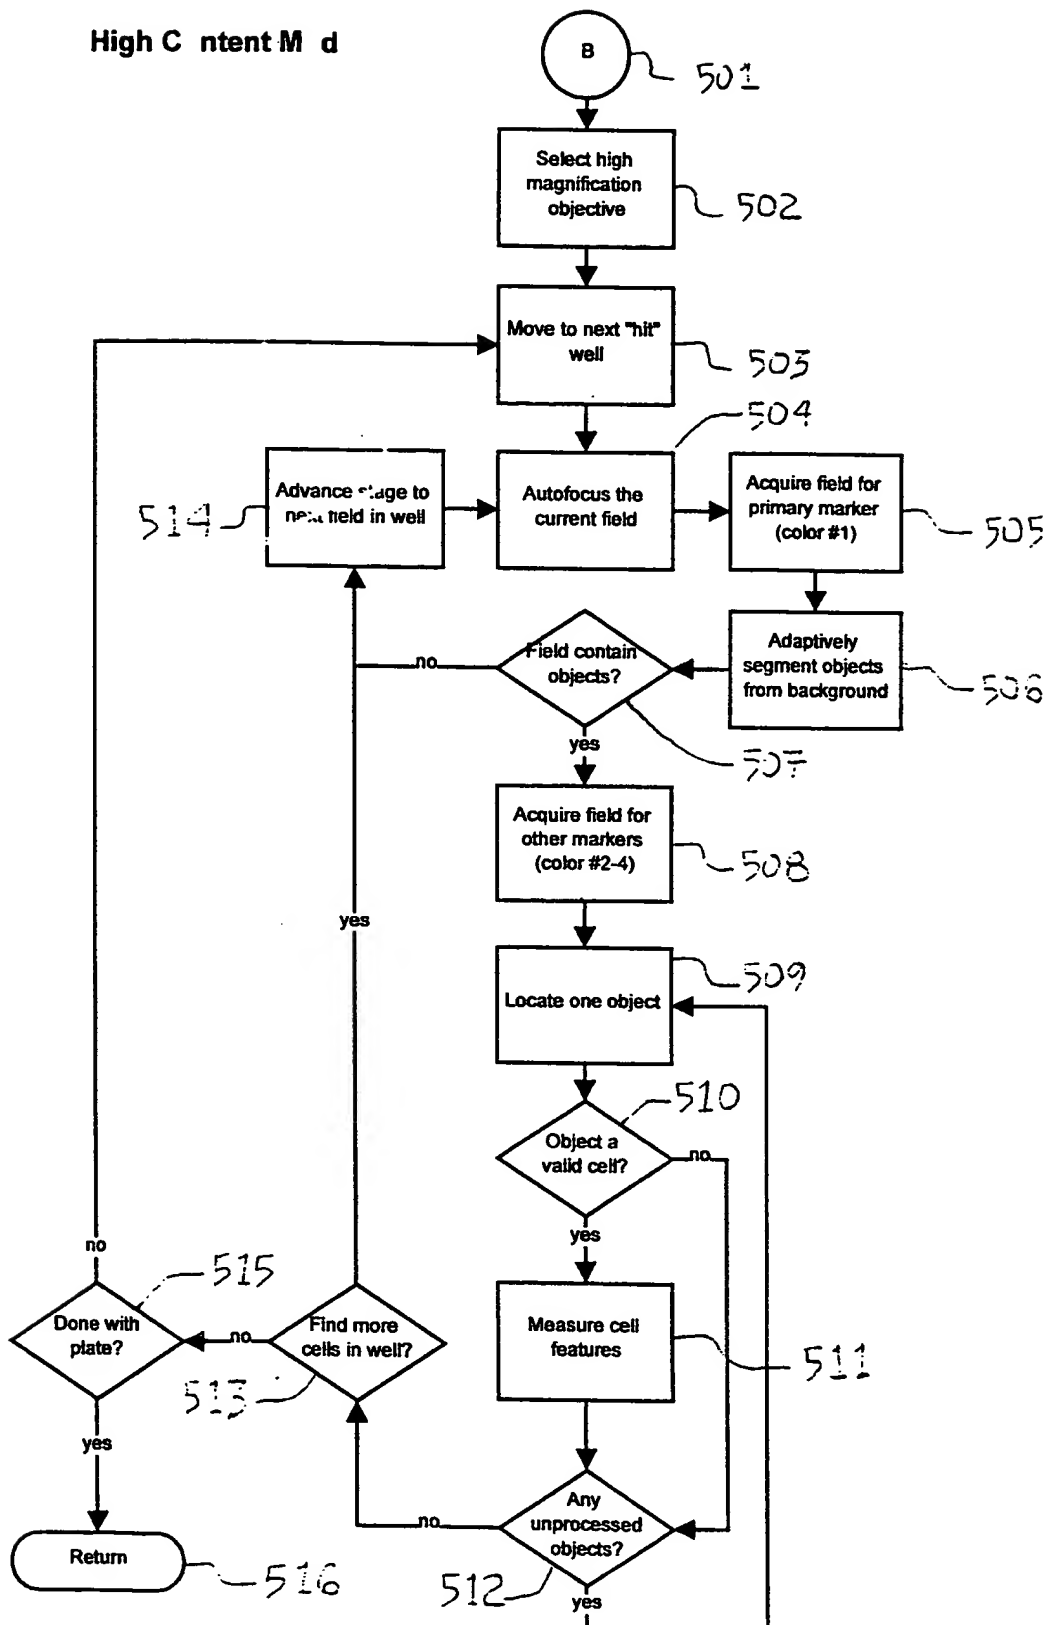 High C ntent M d
B
501
Select high
magnification
objective
502
Move to next "hit"
well
503
504
Advance stage to
next field in well
514
Autofocus the
current field
Acquire field for
primary marker
(color #1)
505
Field contain
objects?
no
Adaptively
segment objects
from background
506
yes
507
Acquire field for
other markers
(color #2-4)
508
yes
509
Locate one object
510
Object a
valid cell?
no
yes
no
515
Done with
plate?
no
Find more
cells in well?
513
Measure cell
features
511
yes
no
Any
unprocessed
objects?
512
yes
Return
516